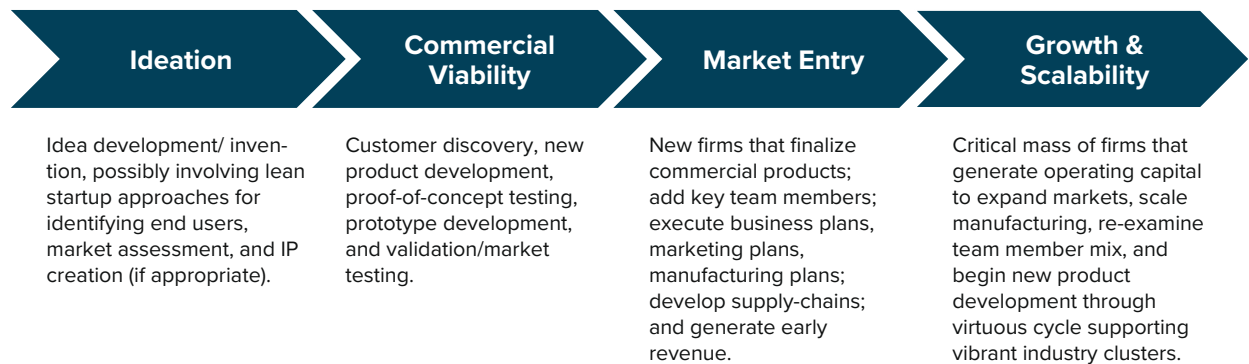 Ideation
Commercial
Viability
Market Entry
Growth &
Scalability
Idea development/ inven-
tion, possibly involving lean
startup approaches for
identifying end users,
market assessment, and IP
creation (if appropriate).
Customer discovery, new
product development,
proof-of-concept testing,
prototype development,
and validation/market
testing.
New firms that finalize
commercial products;
add key team members;
execute business plans,
marketing plans,
manufacturing plans;
develop supply-chains;
and generate early
revenue.
Critical mass of firms that
generate operating capital
to expand markets, scale
manufacturing, re-examine
team member mix, and
begin new product
development through
virtuous cycle supporting
vibrant industry clusters.